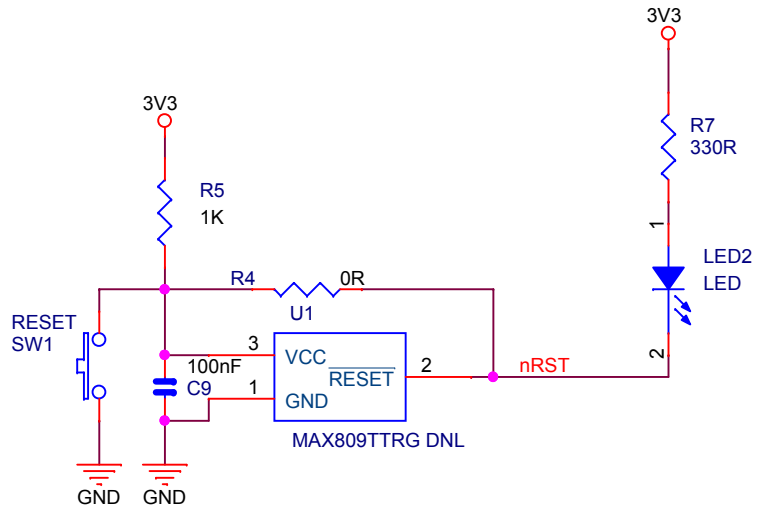 3V3
R7
330R
1
LED2
LED
2
3V3
R5
1K
R4
0R
U1
RESET
SW1
3
VCC
100nF
RESET
2
nRST
C9
1
GND
MAX809TTRG DNL
GND
GND